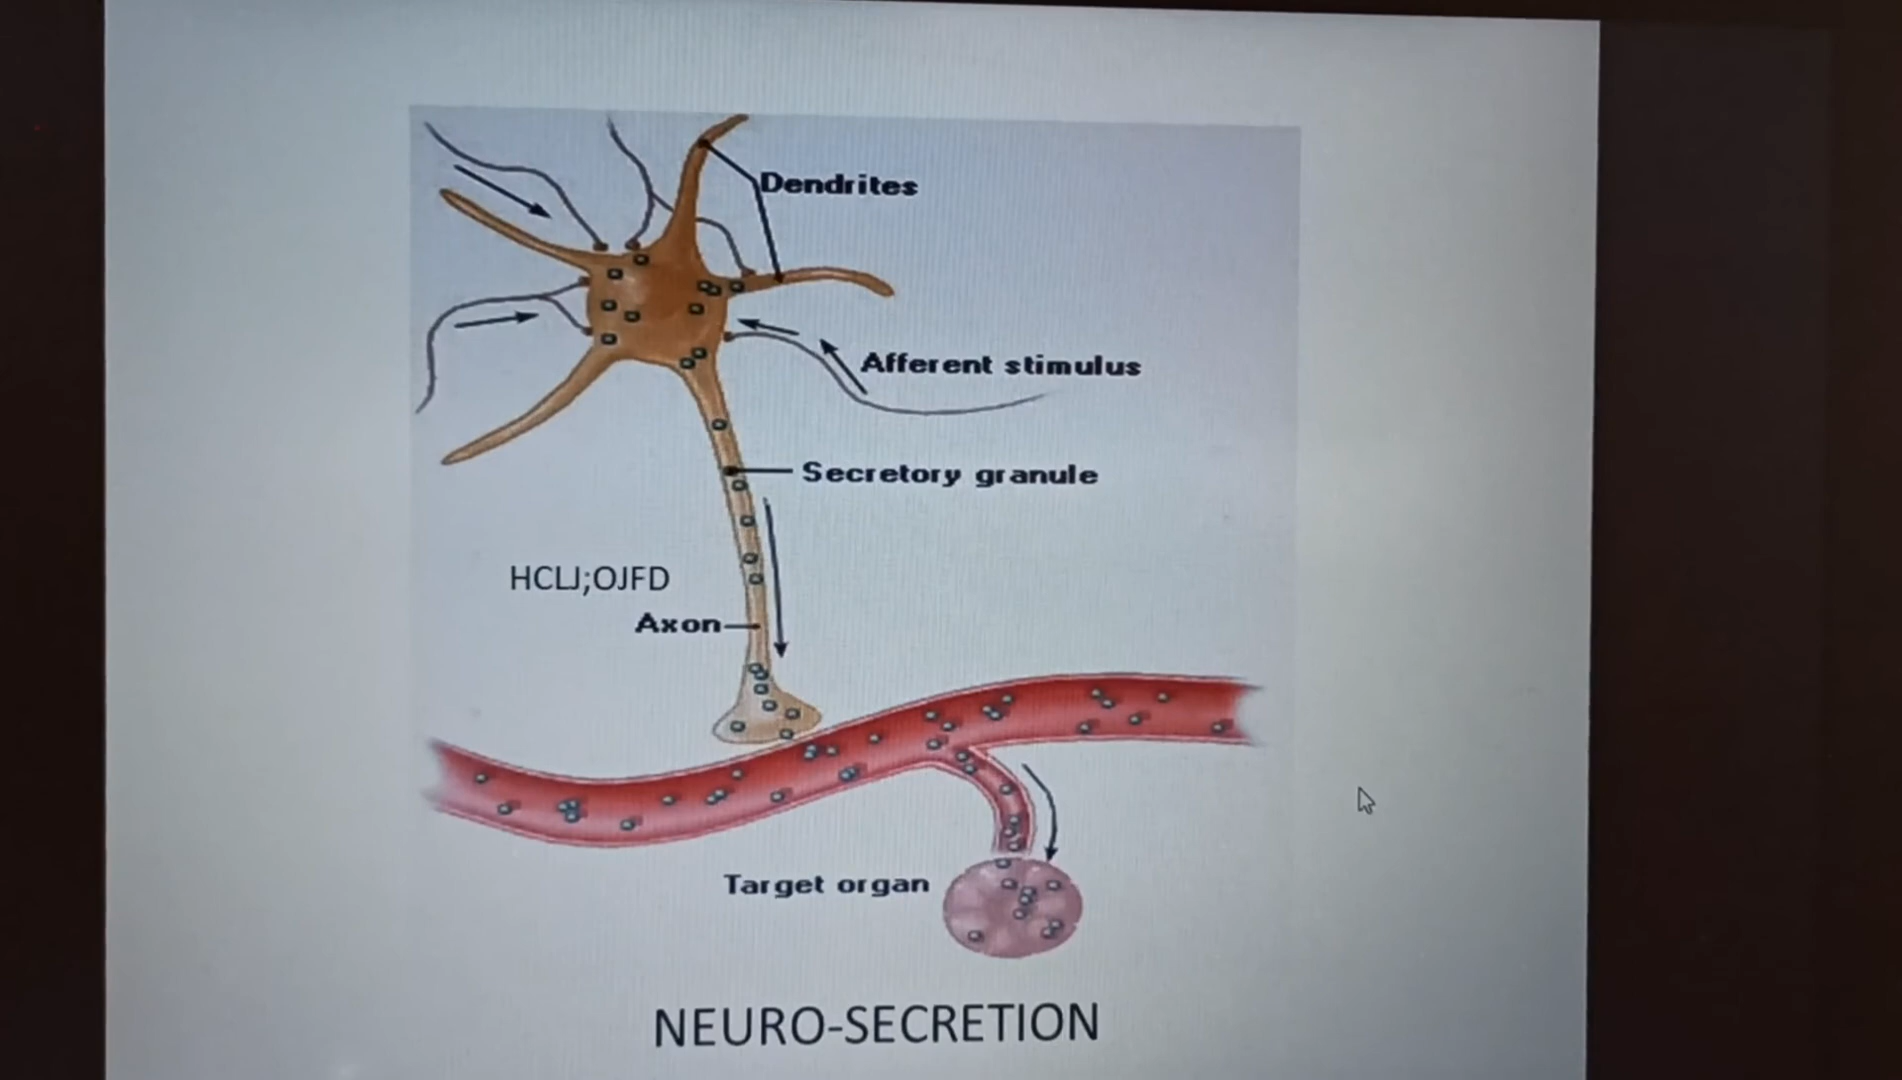 Dendrites
Afferent stimulus
Secretory granule
HCLJ;OJFD
Axon
Target organ
NEURO-SECRETION